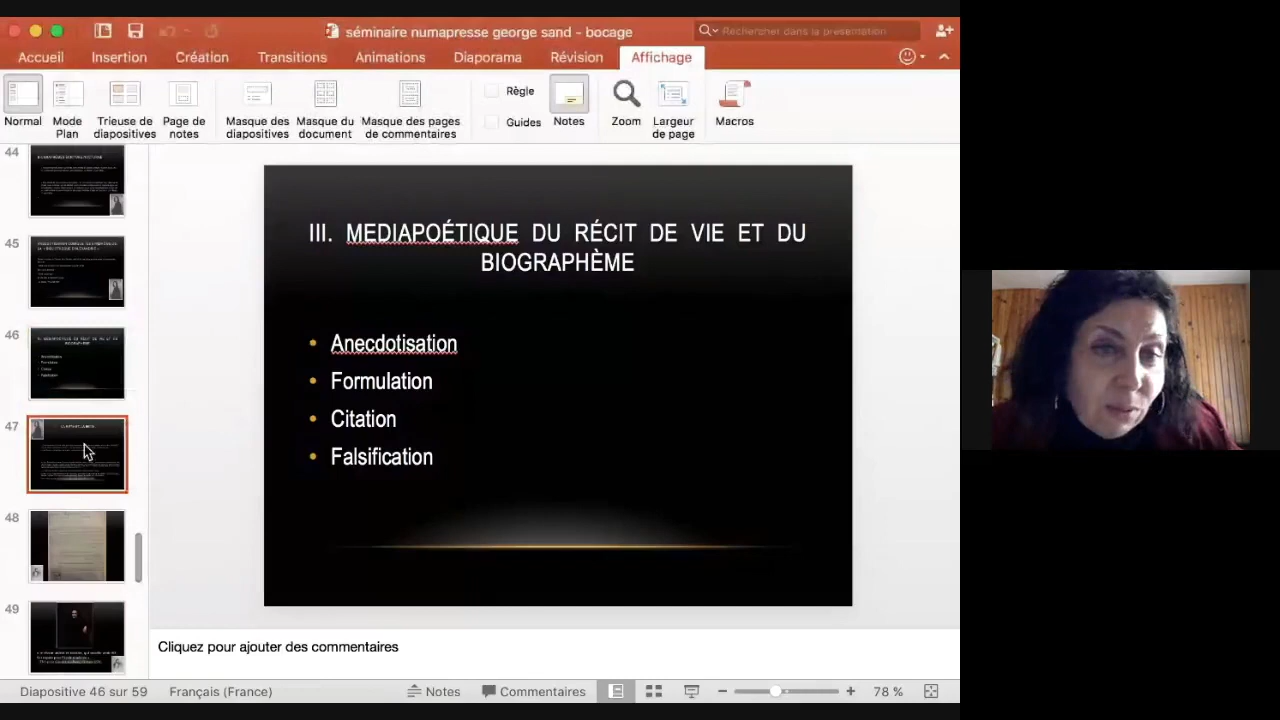 séminaire numapresse george sand - bocage
Rechercher dans la présentation
Accueil Insertion Création Transitions Animations Diaporama Révision Affichage
Normal
Mode Plan
Trieuse de diapositives
Page de notes
Masque des diapositives
Masque du document
Masque des pages de commentaires
Règle
Guides
Notes
Zoom
Largeur de page
Macros
44
45
46
47
48
49
III. MEDIAPOÉTIQUE DU RÉCIT DE VIE ET DU
BIOGRAPHÈME
• Anecdotisation
• Formulation
• Citation
• Falsification
Cliquez pour ajouter des commentaires
Diapositive 46 sur 59 Français (France) Notes Commentaires 78 %